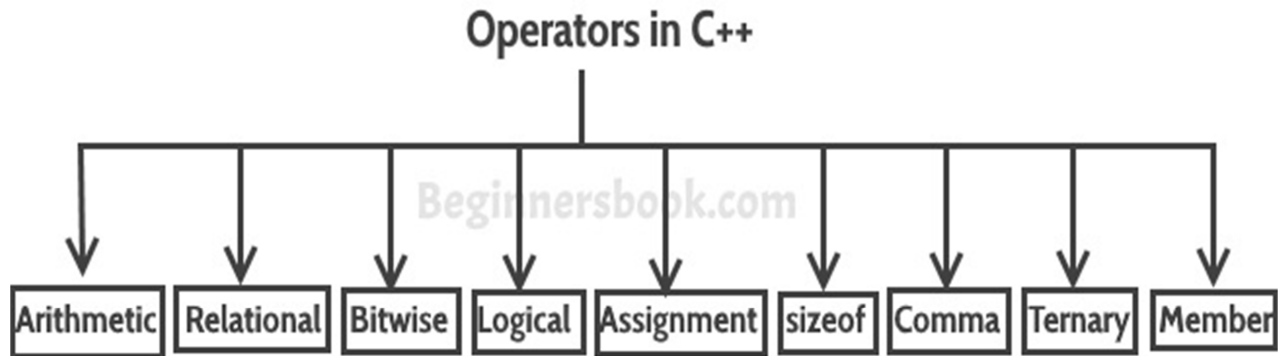 Operators in C++
Beginnersbook.com
Arithmetic Relational Bitwise Logical Assignment sizeof Comma Ternary Member